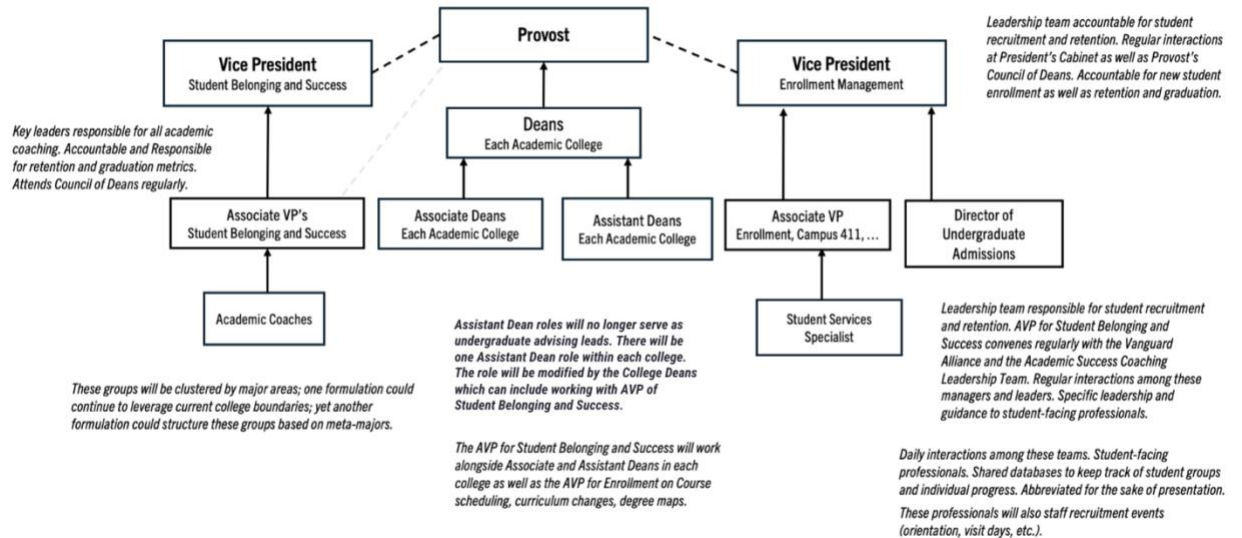 Provost
Vice President
Student Belonging and Success
Vice President
Enrollment Management
Leadership team accountable for student
recruitment and retention. Regular interactions
at President's Cabinet as well as Provost's
Council of Deans. Accountable for new student
enrollment as well as retention and graduation.
Deans
Each Academic College
Key leaders responsible for all academic
coaching. Accountable and Responsible
for retention and graduation metrics.
Attends Council of Deans regularly.
Associate VP's
Student Belonging and Success
Associate Deans
Each Academic College
Assistant Deans
Each Academic College
Associate VP
Enrollment, Campus 411, ...
Director of
Undergraduate
Admissions
Academic Coaches
Student Services
Specialist
Assistant Dean roles will no longer serve as
undergraduate advising leads. There will be
one Assistant Dean role within each college.
The role will be modified by the College Deans
which can include working with AVP of
Student Belonging and Success.
Leadership team responsible for student recruitment
and retention. AVP for Student Belonging and
Success convenes regularly with the Vanguard
Alliance and the Academic Success Coaching
Leadership Team. Regular interactions among these
managers and leaders. Specific leadership and
guidance to student-facing professionals.
These groups will be clustered by major areas; one formulation could
continue to leverage current college boundaries; yet another
formulation could structure these groups based on meta-majors.
The AVP for Student Belonging and Success will work
alongside Associate and Assistant Deans in each
college as well as the AVP for Enrollment on Course
scheduling, curriculum changes, degree maps.
Daily interactions among these teams. Student-facing
professionals. Shared databases to keep track of student groups
and individual progress. Abbreviated for the sake of presentation.
These professionals will also staff recruitment events
(orientation, visit days, etc.).